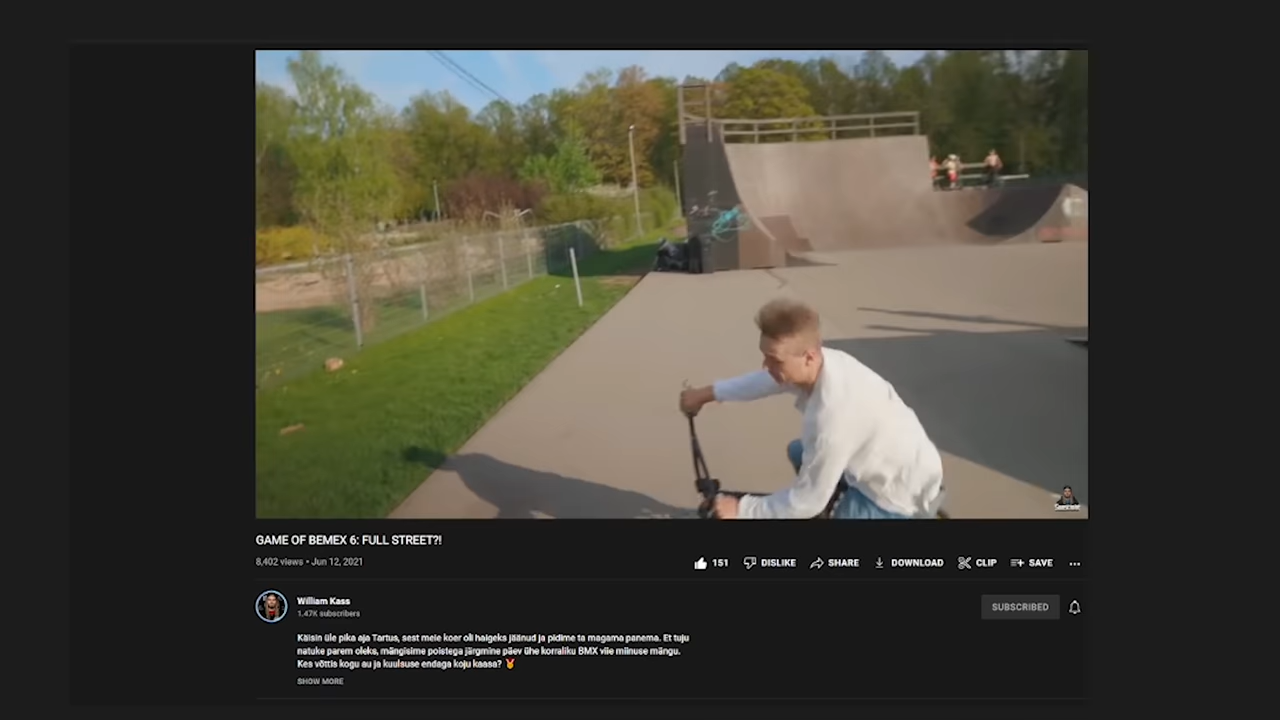 GAME OF BEMEX 6: FULL STREET?!
8,402 views • Jun 12, 2021
151 DISLIKE SHARE DOWNLOAD CLIP SAVE ...
William Kass
1.47K subscribers
SUBSCRIBED
Käisin üle pika aja Tartus, sest meie koer oli haigeks jäänud ja pidime ta magama panema. Et tuju
natuke parem oleks, mängisime poistega järgmine päev ühe korraliku BMX viie miinuse mängu.
Kes võttis kogu au ja kuulsuse endaga koju kaasa? 🏅
SHOW MORE